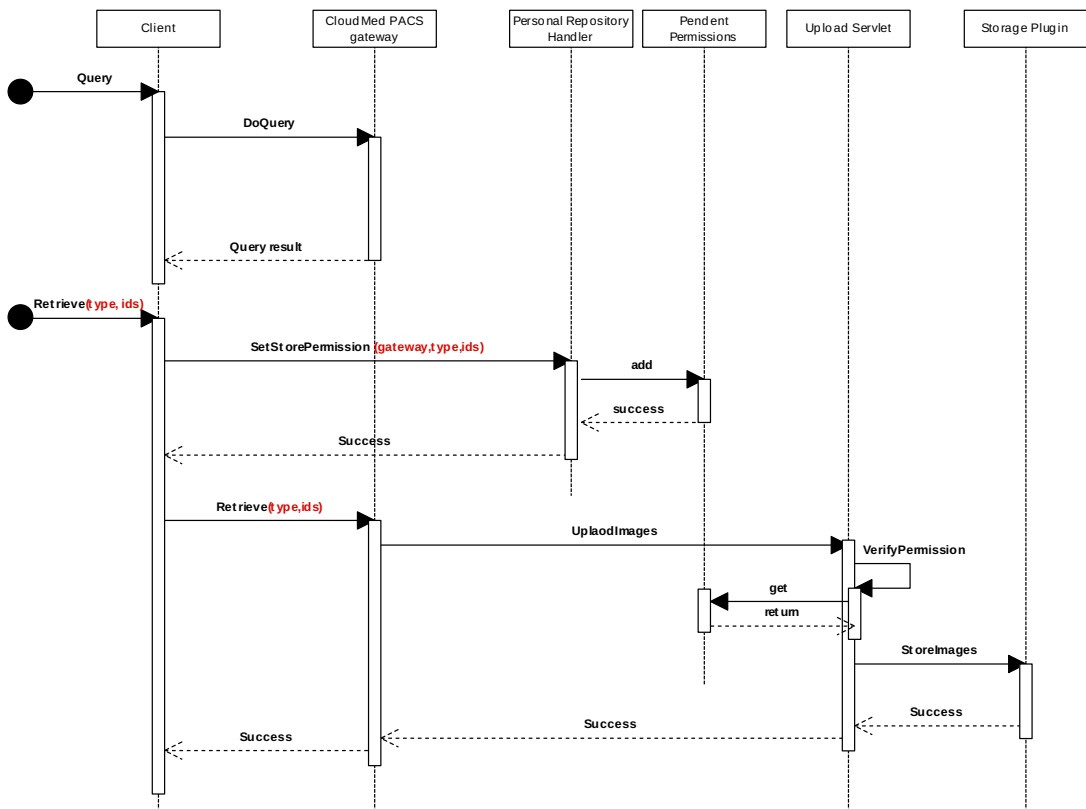 Client
CloudMed PACS
gateway
Personal Repository
Handler
Pendent
Permissions
Upload Servlet
Storage Plugin
Query
DoQuery
Query result
Retrieve(type, ids)
SetStorePermission (gateway,type,ids)
add
success
Success
Retrieve(type,ids)
UplaodImages
VerifyPermission
get
return
StoreImages
Success
Success
Success